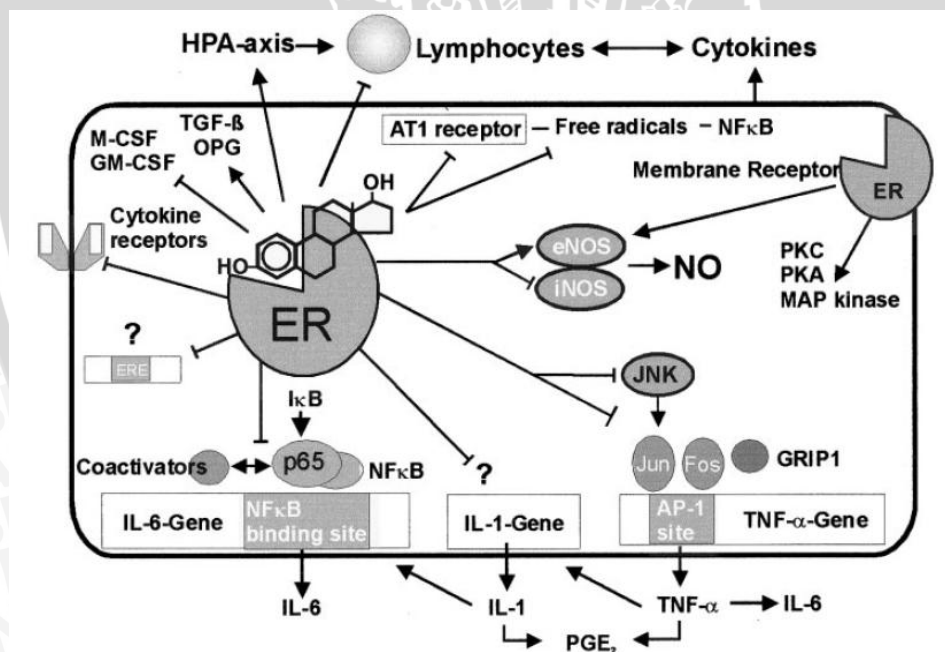 HPA-axis
Lymphocytes
Cytokines
M-CSF
GM-CSF
TGF-ß
OPG
AT1 receptor
Free radicals
NFκB
Membrane Receptor
ER
Cytokine
receptors
OH
HO
ER
eNOS
iNOS
NO
PKC
PKA
MAP kinase
?
ERE
IκB
JNK
Coactivators
p65
NFκB
?
Jun
Fos
GRIP1
IL-6-Gene
NFκB
binding site
IL-1-Gene
AP-1
site
TNF-α-Gene
IL-6
IL-1
TNF-α
IL-6
PGE₂